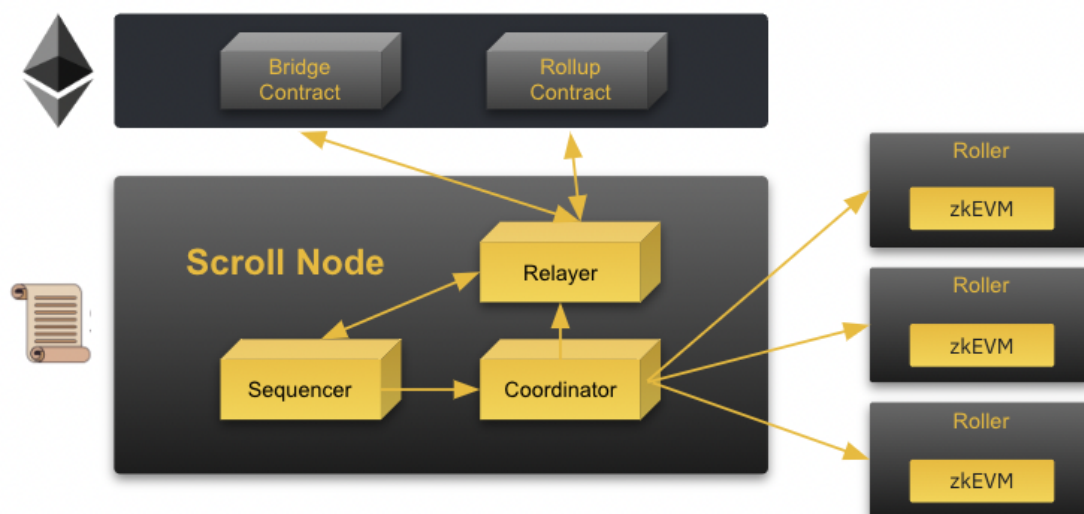 Bridge
Contract
Rollup
Contract
Roller
zkEVM
Scroll Node
Relayer
Roller
zkEVM
Sequencer
Coordinator
Roller
zkEVM